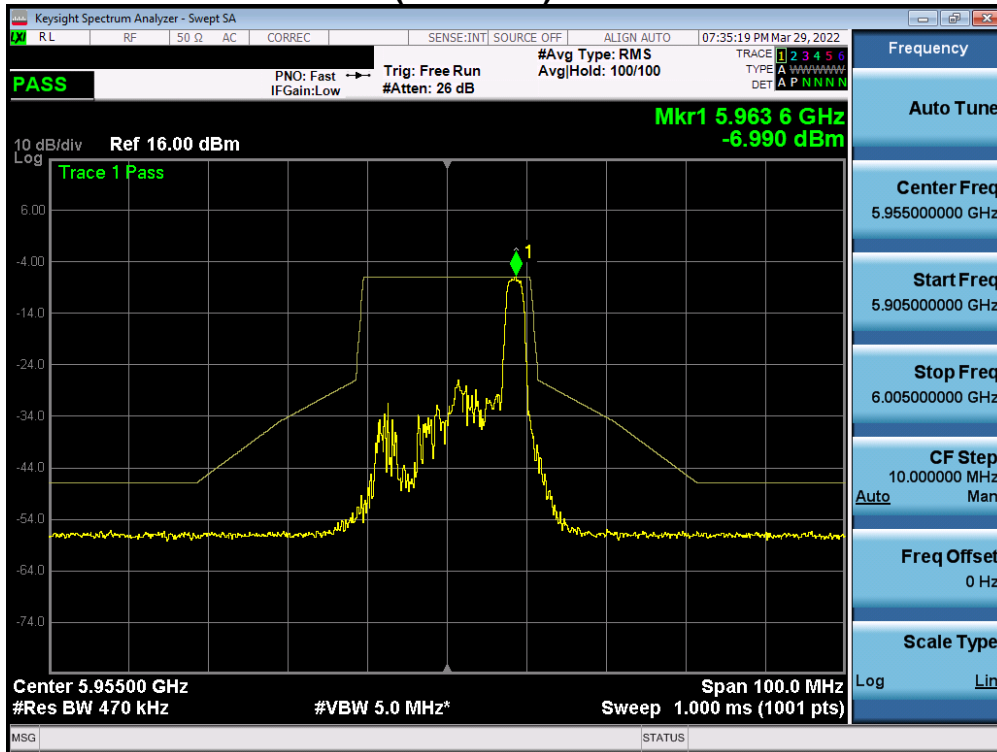 Keysight Spectrum Analyzer - Swept SA
LXI RL RF 50 Ω AC CORREC SENSE:INT SOURCE OFF ALIGN AUTO 07:35:19 PM Mar 29, 2022
PASS
PNO: Fast
IFGain:Low
Trig: Free Run
#Atten: 26 dB
#Avg Type: RMS
Avg|Hold: 100/100
TRACE 1 2 3 4 5 6
TYPE A WWWWW
DET A P N N N N
Mkr1 5.963 6 GHz
-6.990 dBm
10 dB/div Ref 16.00 dBm
Log
Trace 1 Pass
6.00
-4.00
-14.0
-24.0
-34.0
-44.0
-54.0
-64.0
-74.0
1
Center 5.95500 GHz
#Res BW 470 kHz
#VBW 5.0 MHz*
Span 100.0 MHz
Sweep 1.000 ms (1001 pts)
MSG
STATUS
Frequency
Auto Tune
Center Freq
5.955000000 GHz
Start Freq
5.905000000 GHz
Stop Freq
6.005000000 GHz
CF Step
10.000000 MHz
Auto Man
Freq Offset
0 Hz
Scale Type
Log Lin